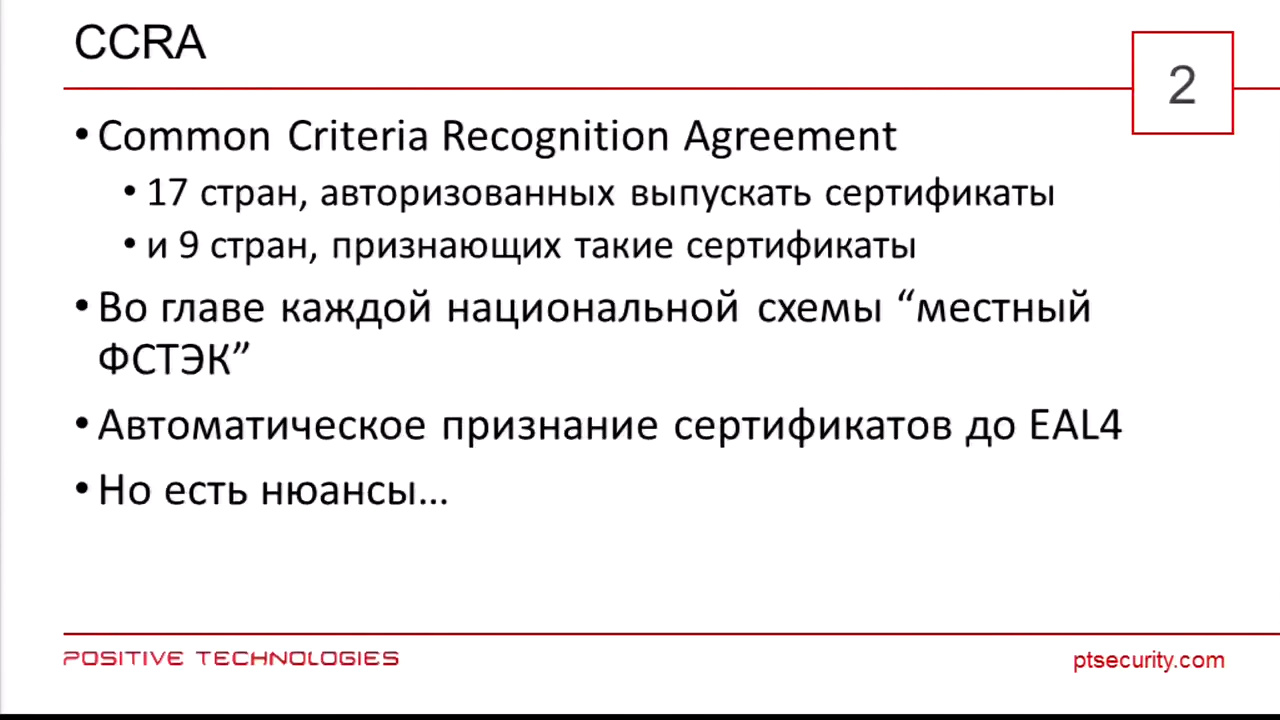 CCRA
2
• Common Criteria Recognition Agreement
• 17 стран, авторизованных выпускать сертификаты
• и 9 стран, признающих такие сертификаты
• Во главе каждой национальной схемы “местный
ФСТЭК”
• Автоматическое признание сертификатов до EAL4
• Но есть нюансы…
POSITIVE TECHNOLOGIES
ptsecurity.com